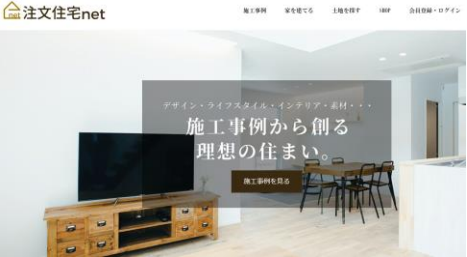 注文住宅net
施工事例
家を建てる
土地を探す
SHOP
会員登録・ログイン
デザイン・ライフスタイル・インテリア・素材・・・
施工事例から創る
理想の住まい。
施工事例を見る